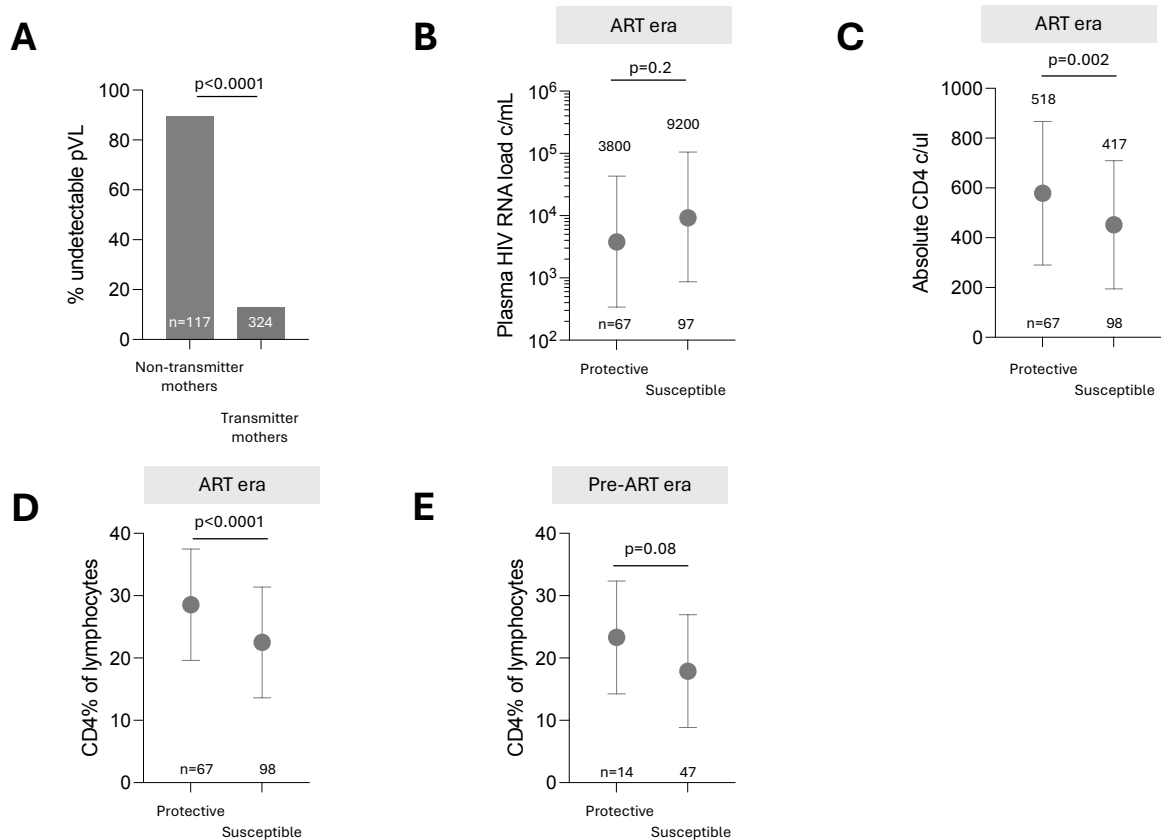 A
p<0.0001
% undetectable pVL
100
80
60
40
20
0
n=117
324
Non-transmitter
mothers
Transmitter
mothers
B
ART era
p=0.2
Plasma HIV RNA load c/mL
10^6
10^5
10^4
10^3
10^2
3800
9200
n=67
97
Protective
Susceptible
C
ART era
p=0.002
Absolute CD4 c/ul
1000
800
600
400
200
0
518
417
n=67
98
Protective
Susceptible
D
ART era
p<0.0001
CD4% of lymphocytes
40
30
20
10
0
n=67
98
Protective
Susceptible
E
Pre-ART era
p=0.08
CD4% of lymphocytes
40
30
20
10
0
n=14
47
Protective
Susceptible